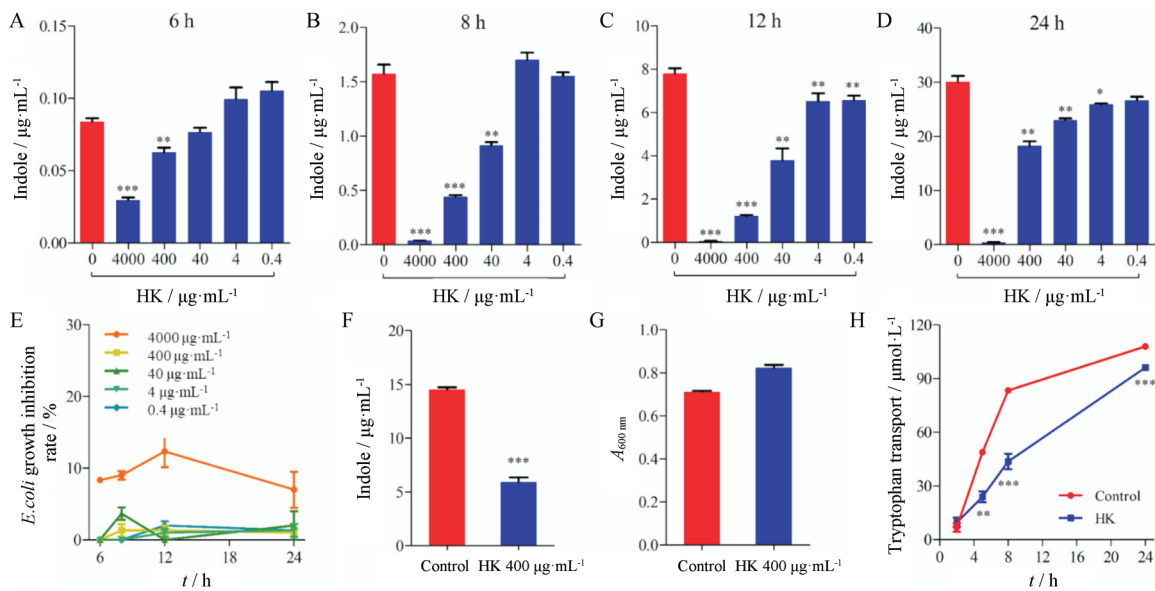 A
6 h
Indole / μg·mL-1
0.15
0.10
0.05
0.00
**
***
0 4000 400 40 4 0.4
HK / μg·mL-1
B
8 h
Indole / μg·mL-1
2.0
1.5
1.0
0.5
0.0
**
***
***
0 4000 400 40 4 0.4
HK / μg·mL-1
C
12 h
Indole / μg·mL-1
10
8
6
4
2
0
** **
**
***
***
0 4000 400 40 4 0.4
HK / μg·mL-1
D
24 h
Indole / μg·mL-1
40
30
20
10
0
*
**
**
***
0 4000 400 40 4 0.4
HK / μg·mL-1
E
E.coli growth inhibition
rate / %
30
20
10
0
4000 μg·mL-1
400 μg·mL-1
40 μg·mL-1
4 μg·mL-1
0.4 μg·mL-1
6 12 18 24
t / h
F
Indole / μg·mL-1
20
15
10
5
0
***
Control HK 400 μg·mL-1
G
A600 nm
1.0
0.8
0.6
0.4
0.2
0.0
Control HK 400 μg·mL-1
H
Tryptophan transport / μmol·L-1
120
90
60
30
0
***
***
**
Control
HK
0 4 8 12 16 20 24
t / h